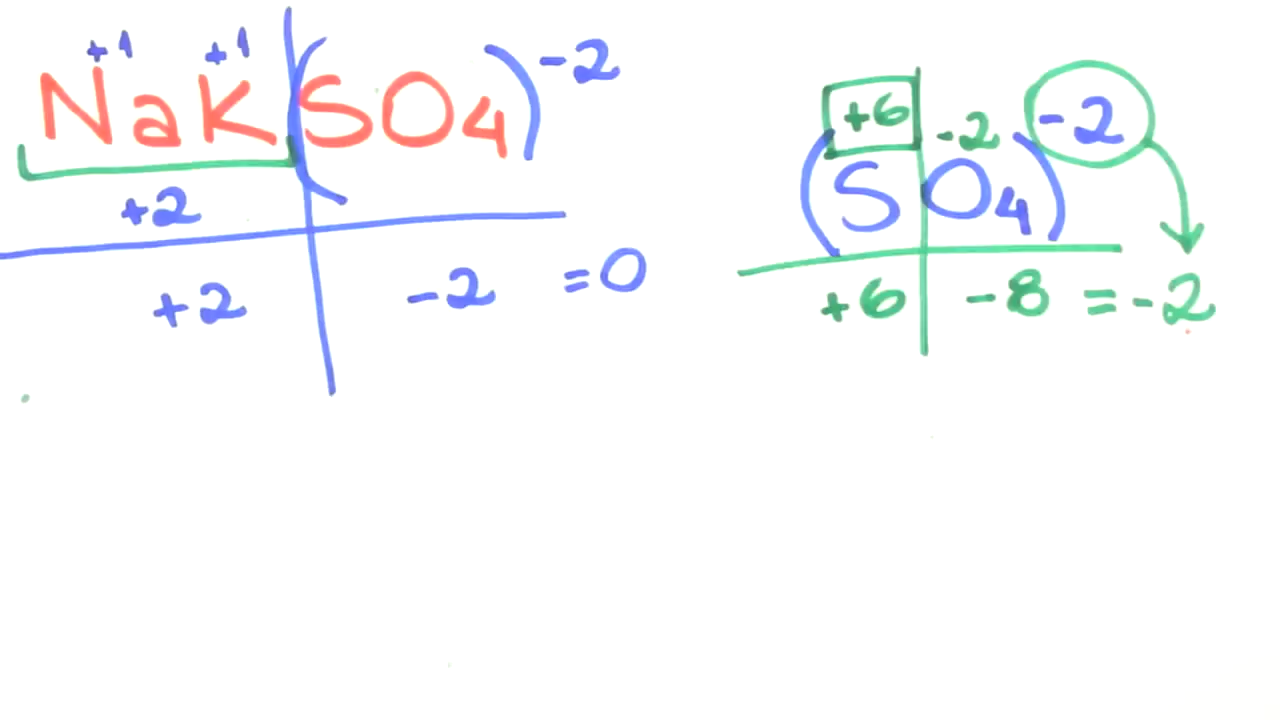 +1 +1
NaK(SO4)-2
+2
+2 -2 =0
+6 -2 -2
(SO4)
+6 -8 =-2